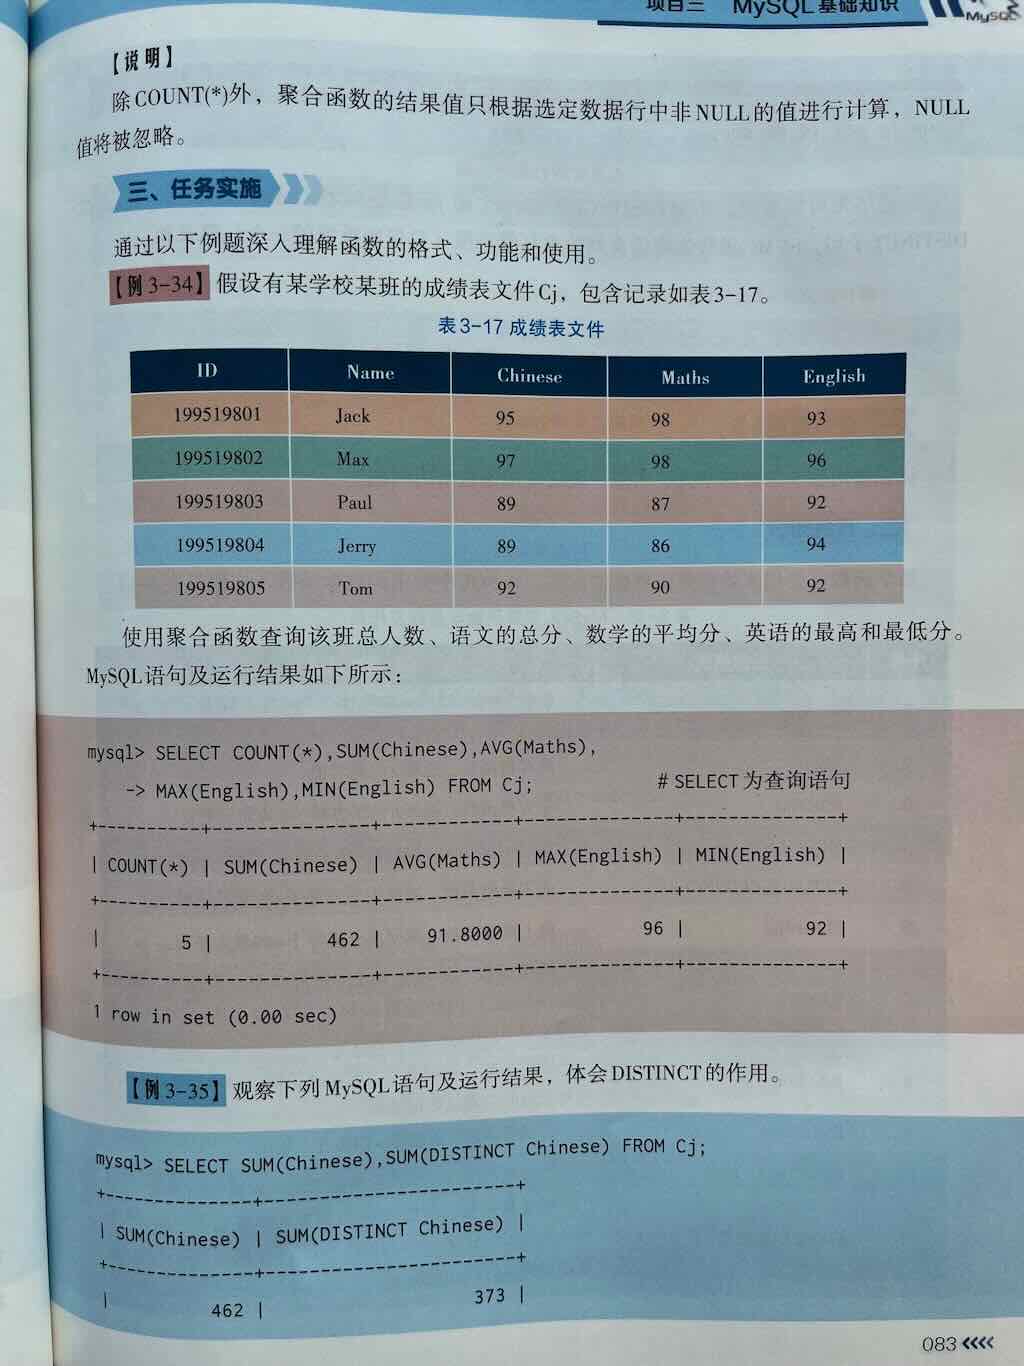 项目三 MySQL基础知识
MySQL
【说明】
除COUNT(*)外，聚合函数的结果值只根据选定数据行中非NULL的值进行计算，NULL
值将被忽略。
三、任务实施
通过以下例题深入理解函数的格式、功能和使用。
【例3-34】假设有某学校某班的成绩表文件Cj，包含记录如表3-17。
表3-17 成绩表文件
ID Name Chinese Maths English
199519801 Jack 95 98 93
199519802 Max 97 98 96
199519803 Paul 89 87 92
199519804 Jerry 89 86 94
199519805 Tom 92 90 92
使用聚合函数查询该班总人数、语文的总分、数学的平均分、英语的最高和最低分。
MySQL语句及运行结果如下所示：
mysql> SELECT COUNT(*),SUM(Chinese),AVG(Maths),
-> MAX(English),MIN(English) FROM Cj; # SELECT为查询语句
+----------+--------------+------------+--------------+--------------+
| COUNT(*) | SUM(Chinese) | AVG(Maths) | MAX(English) | MIN(English) |
+----------+--------------+------------+--------------+--------------+
| 5 | 462 | 91.8000 | 96 | 92 |
+----------+--------------+------------+--------------+--------------+
1 row in set (0.00 sec)
【例3-35】观察下列MySQL语句及运行结果，体会DISTINCT的作用。
mysql> SELECT SUM(Chinese),SUM(DISTINCT Chinese) FROM Cj;
+--------------+-----------------------+
| SUM(Chinese) | SUM(DISTINCT Chinese) |
+--------------+-----------------------+
| 462 | 373 |
083